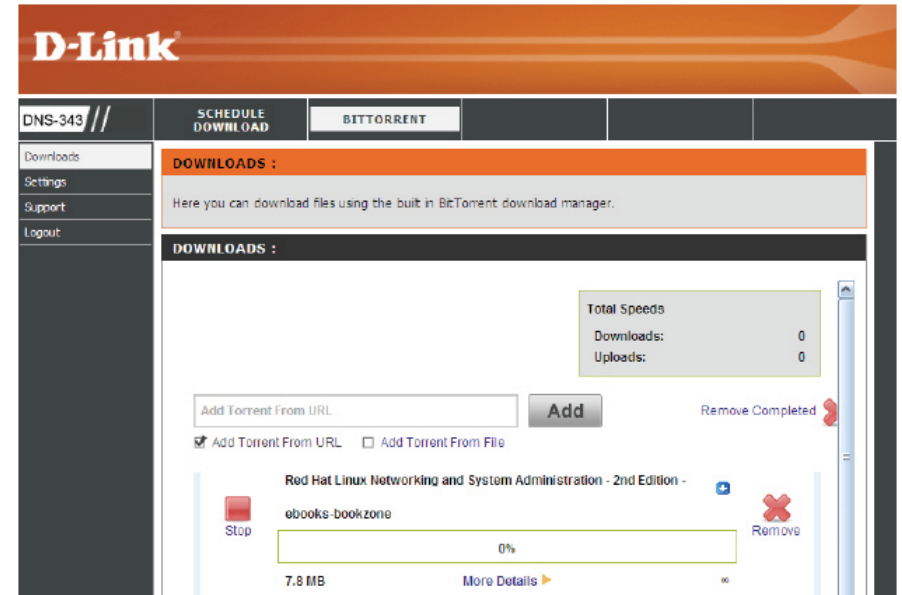 D-Link
DNS-343
SCHEDULE
DOWNLOAD
BITTORRENT
Downloads
Settings
Support
Logout
DOWNLOADS :
Here you can download files using the built in BitTorrent download manager.
DOWNLOADS :
Total Speeds
Downloads: 0
Uploads: 0
Add Torrent From URL
Add
Remove Completed
Add Torrent From URL
Add Torrent From File
Red Hat Linux Networking and System Administration - 2nd Edition -
ebooks-bookzone
Stop
Remove
0%
7.8 MB
More Details
∞